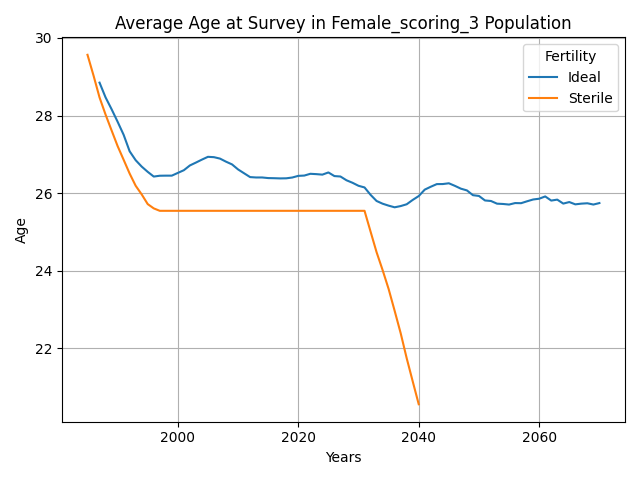 Average Age at Survey in Female_scoring_3 Population
30
28
26
24
22
Age
Fertility
Ideal
Sterile
2000
2020
2040
2060
Years